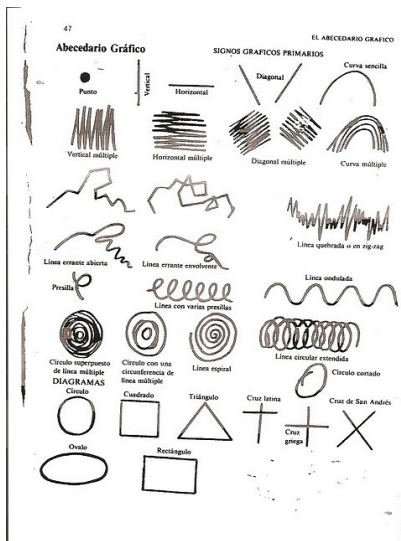 47
EL ABECEDARIO GRAFICO
Abecedario Gráfico
SIGNOS GRAFICOS PRIMARIOS
Punto
Vertical
Horizontal
Diagonal
Curva sencilla
Vertical múltiple
Horizontal múltiple
Diagonal múltiple
Curva múltiple
Línea quebrada o en zig-zag
Línea errante abierta
Línea errante envolvente
Presilla
Línea con varias presillas
Línea ondulada
Círculo superpuesto
de línea múltiple
Círculo con una
circunferencia de
línea múltiple
Línea espiral
Línea circular extendida
Círculo cortado
DIAGRAMAS
Círculo
Cuadrado
Triángulo
Cruz latina
Cruz
griega
Cruz de San Andrés
Ovalo
Rectángulo